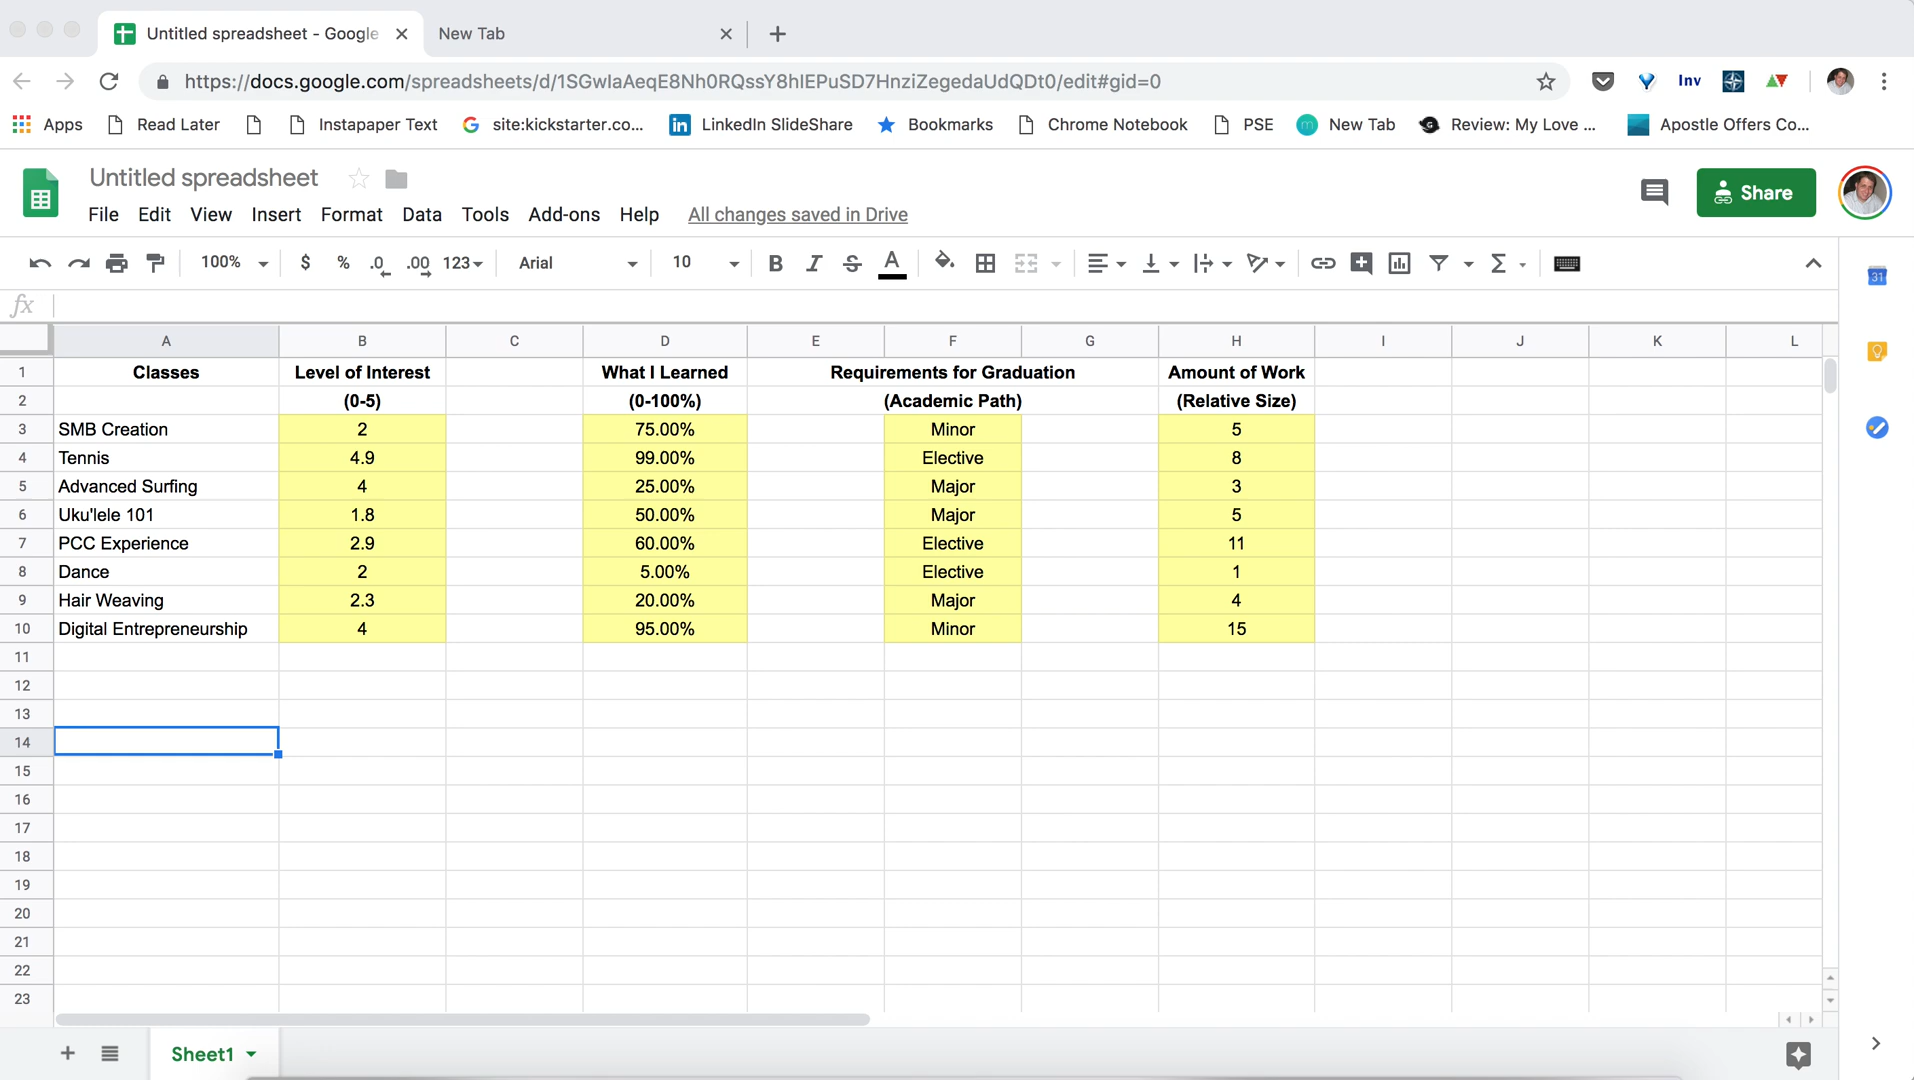 Untitled spreadsheet - Google
New Tab
https://docs.google.com/spreadsheets/d/1SGwIaAeqE8Nh0RQssY8hIEPuSD7HnziZegedaUdQDt0/edit#gid=0
Inv
Apps Read Later Instapaper Text site:kickstarter.co... LinkedIn SlideShare Bookmarks Chrome Notebook PSE New Tab Review: My Love ... Apostle Offers Co...
Untitled spreadsheet
Share
File Edit View Insert Format Data Tools Add-ons Help All changes saved in Drive
100% $ % .0 .00 123 Arial 10 B I S A Σ
31
fx
A B C D E F G H I J K L
1 Classes Level of Interest What I Learned Requirements for Graduation Amount of Work
2 (0-5) (0-100%) (Academic Path) (Relative Size)
3 SMB Creation 2 75.00% Minor 5
4 Tennis 4.9 99.00% Elective 8
5 Advanced Surfing 4 25.00% Major 3
6 Uku'lele 101 1.8 50.00% Major 5
7 PCC Experience 2.9 60.00% Elective 11
8 Dance 2 5.00% Elective 1
9 Hair Weaving 2.3 20.00% Major 4
10 Digital Entrepreneurship 4 95.00% Minor 15
11
12
13
14
15
16
17
18
19
20
21
22
23
Sheet1